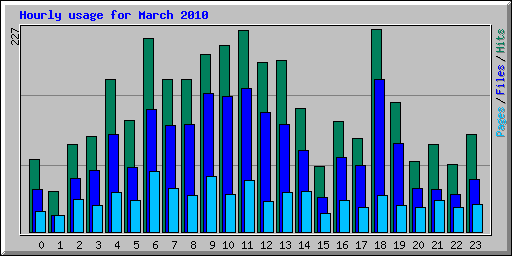 Hourly usage for March 2010
227
Pages/Files/Hits
0 1 2 3 4 5 6 7 8 9 10 11 12 13 14 15 16 17 18 19 20 21 22 23